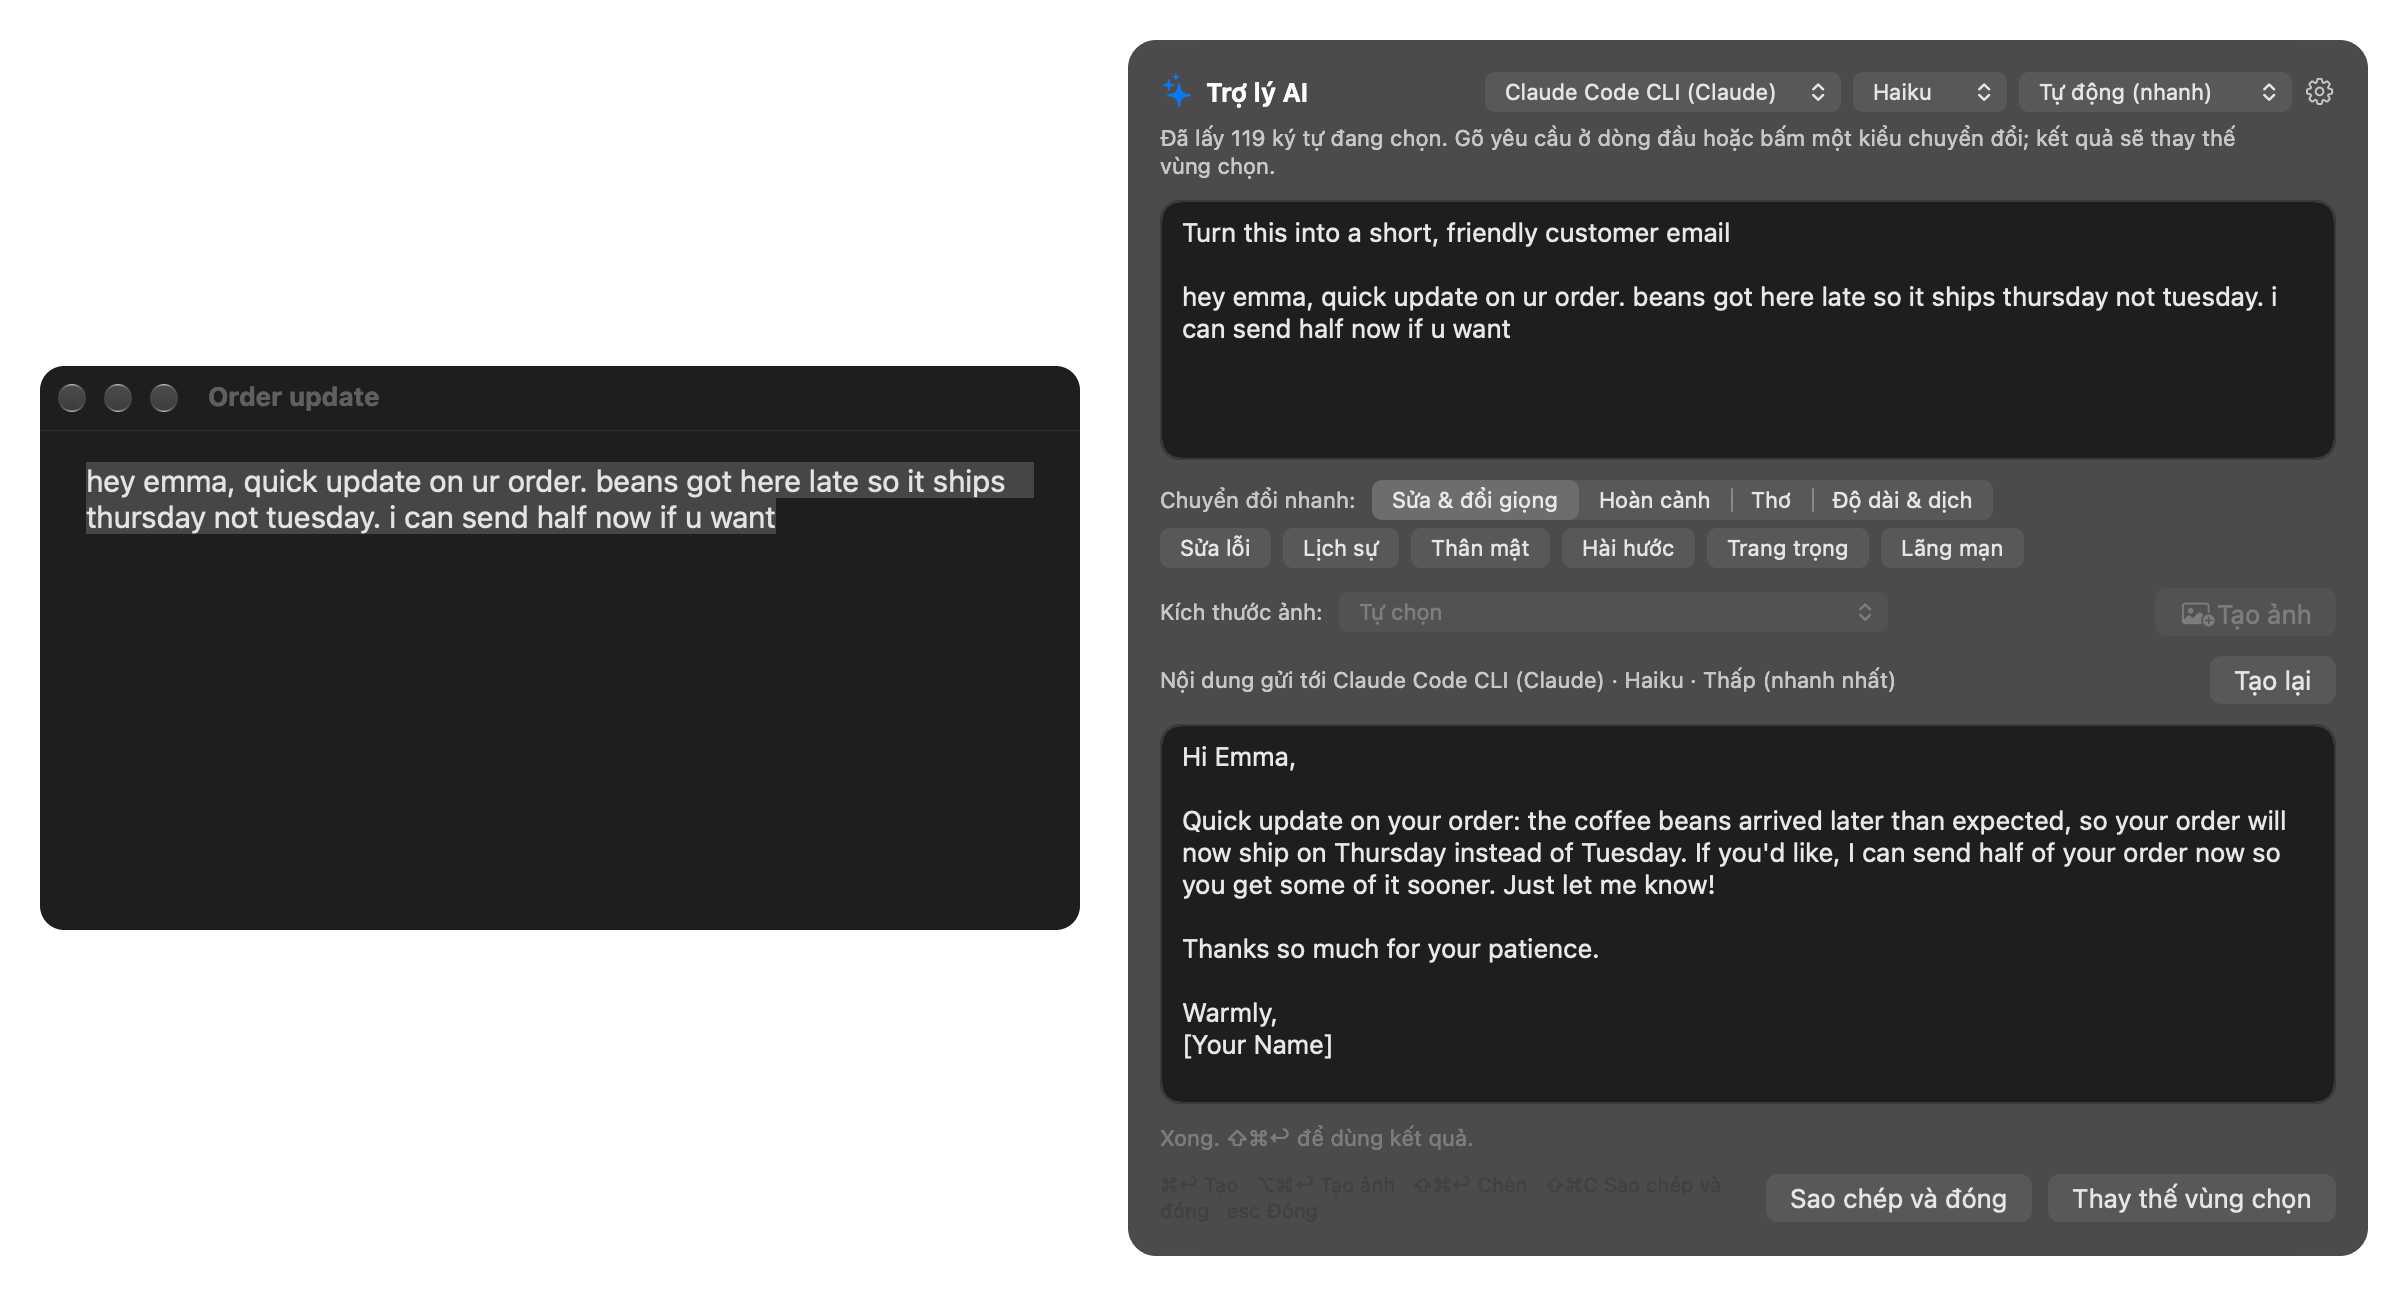 Order update
hey emma, quick update on ur order. beans got here late so it ships
thursday not tuesday. i can send half now if u want
Trợ lý AI
Claude Code CLI (Claude)
Haiku
Tự động (nhanh)
Đã lấy 119 ký tự đang chọn. Gõ yêu cầu ở dòng đầu hoặc bấm một kiểu chuyển đổi; kết quả sẽ thay thế
vùng chọn.
Turn this into a short, friendly customer email
hey emma, quick update on ur order. beans got here late so it ships thursday not tuesday. i
can send half now if u want
Chuyển đổi nhanh:
Sửa & đổi giọng
Hoàn cảnh
Thơ
Độ dài & dịch
Sửa lỗi
Lịch sự
Thân mật
Hài hước
Trang trọng
Lãng mạn
Kích thước ảnh:
Tự chọn
Tạo ảnh
Nội dung gửi tới Claude Code CLI (Claude) · Haiku · Thấp (nhanh nhất)
Tạo lại
Hi Emma,
Quick update on your order: the coffee beans arrived later than expected, so your order will
now ship on Thursday instead of Tuesday. If you'd like, I can send half of your order now so
you get some of it sooner. Just let me know!
Thanks so much for your patience.
Warmly,
[Your Name]
Xong. ⇧⌘↩ để dùng kết quả.
⌘↩ Tạo ⌥⌘↩ Tạo ảnh ⇧⌘↩ Chèn ⇧⌘C Sao chép và
đóng esc Đóng
Sao chép và đóng
Thay thế vùng chọn